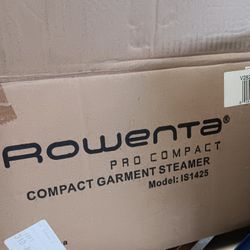 Rowenta®
PRO COMPACT
COMPACT GARMENT STEAMER
Model: IS1425